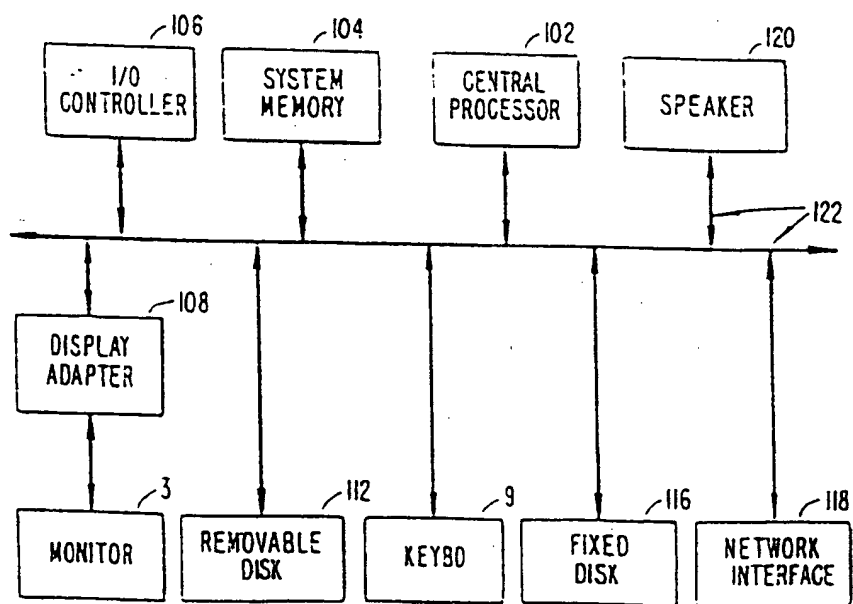 106
104
102
120
I/O
CONTROLLER
SYSTEM
MEMORY
CENTRAL
PROCESSOR
SPEAKER
122
108
DISPLAY
ADAPTER
3
112
9
116
118
MONITOR
REMOVABLE
DISK
KEYBD
FIXED
DISK
NETWORK
INTERFACE